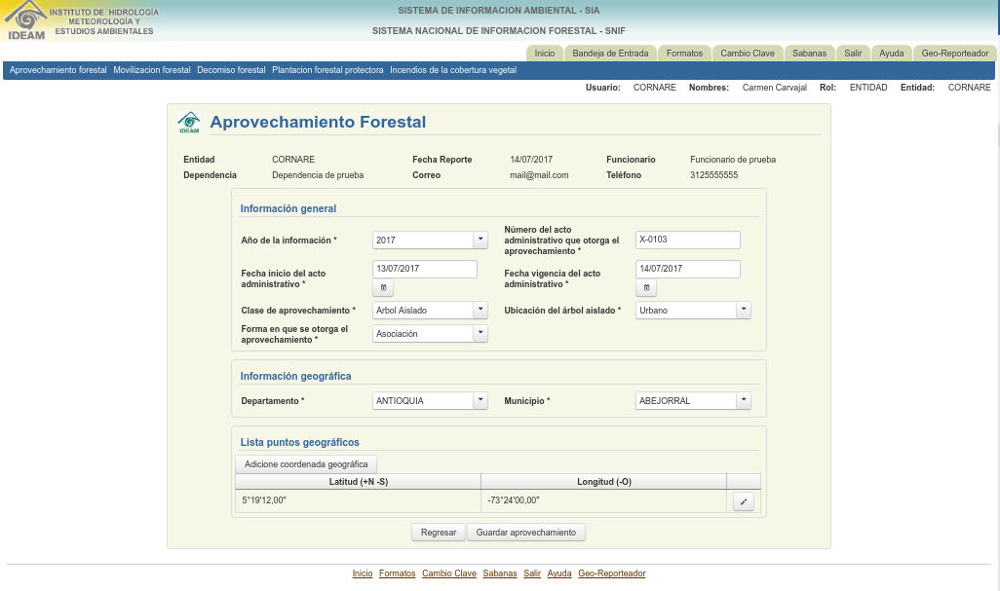 INSTITUTO DE HIDROLOGÍA
METEOROLOGÍA Y
ESTUDIOS AMBIENTALES
IDEAM
SISTEMA DE INFORMACION AMBIENTAL - SIA
SISTEMA NACIONAL DE INFORMACION FORESTAL - SNIF
Inicio Bandeja de Entrada Formatos Cambio Clave Sabanas Salir Ayuda Geo-Reporteador
Aprovechamiento forestal Movilizacion forestal Decomiso forestal Plantacion forestal protectora Incendios de la cobertura vegetal
Usuario: CORNARE Nombres: Carmen Carvajal Rol: ENTIDAD Entidad: CORNARE
IDEAM
Aprovechamiento Forestal
Entidad CORNARE Fecha Reporte 14/07/2017 Funcionario Funcionario de prueba
Dependencia Dependencia de prueba Correo mail@mail.com Teléfono 3125555555
Información general
Año de la información * 2017
Número del acto
administrativo que otorga el
aprovechamiento *
X-0103
Fecha inicio del acto
administrativo *
13/07/2017
Fecha vigencia del acto
administrativo *
14/07/2017
Clase de aprovechamiento * Arbol Aislado Ubicación del árbol aislado * Urbano
Forma en que se otorga el
aprovechamiento *
Asociación
Información geográfica
Departamento * ANTIOQUIA Municipio * ABEJORRAL
Lista puntos geográficos
Adicione coordenada geográfica
Latitud (+N -S) Longitud (-O)
5°19'12,00" -73°24'00,00"
Regresar Guardar aprovechamiento
Inicio Formatos Cambio Clave Sabanas Salir Ayuda Geo-Reporteador